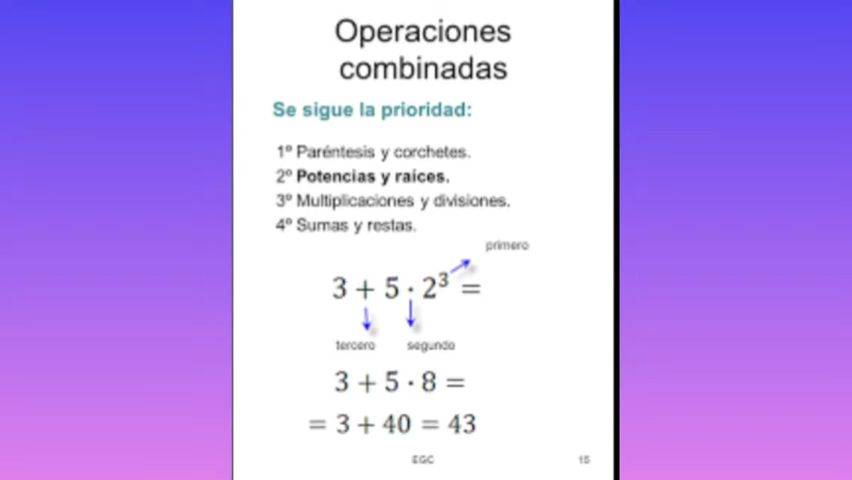 Operaciones
combinadas
Se sigue la prioridad:
1º Paréntesis y corchetes.
2º Potencias y raíces.
3º Multiplicaciones y divisiones.
4º Sumas y restas.
primero
3 + 5 · 2³ =
tercero segundo
3 + 5 · 8 =
= 3 + 40 = 43
EGC 15